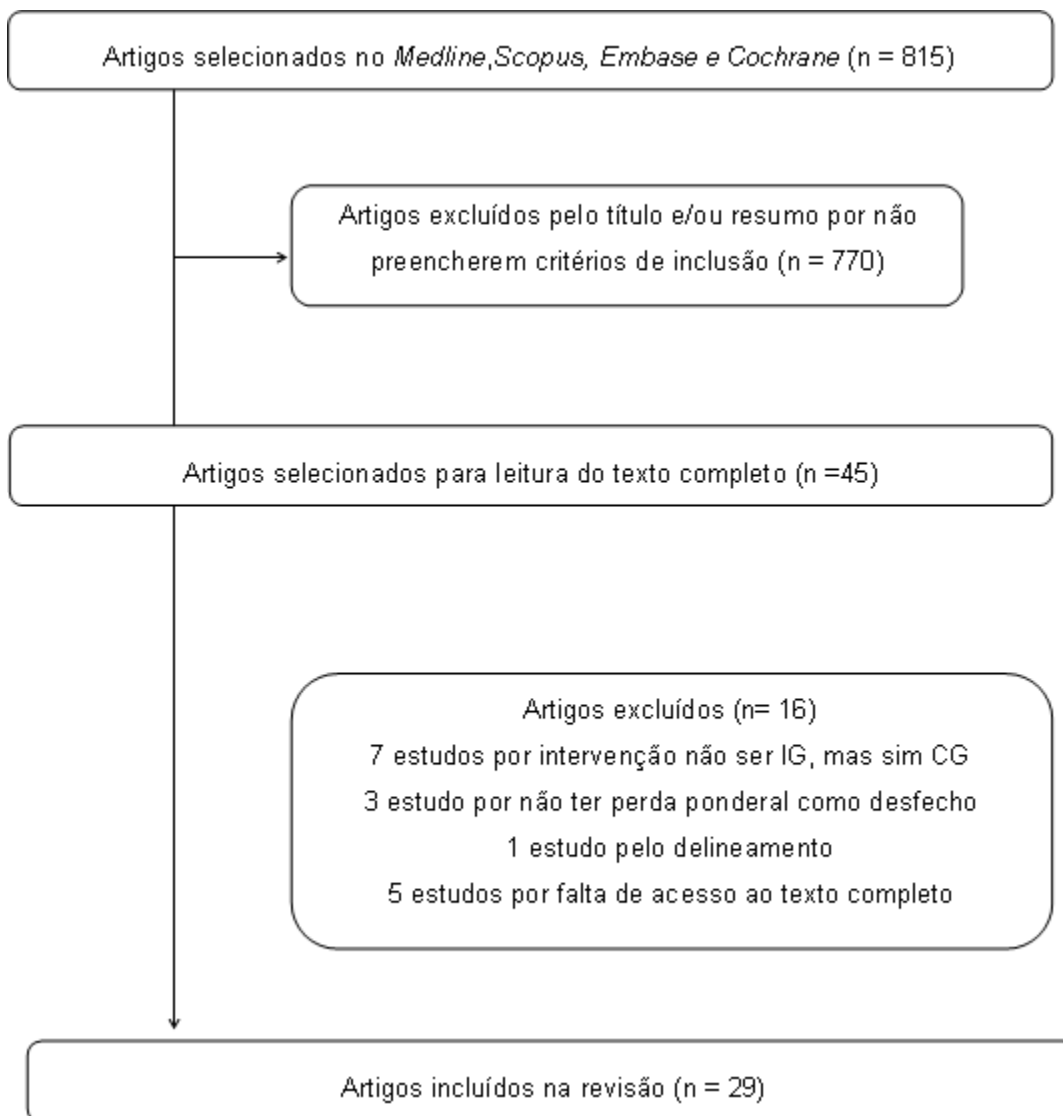 Artigos selecionados no Medline,Scopus, Embase e Cochrane (n = 815)
Artigos excluídos pelo título e/ou resumo por não
preencherem critérios de inclusão (n = 770)
Artigos selecionados para leitura do texto completo (n =45)
Artigos excluídos (n= 16)
7 estudos por intervenção não ser IG, mas sim CG
3 estudo por não ter perda ponderal como desfecho
1 estudo pelo delineamento
5 estudos por falta de acesso ao texto completo
Artigos incluídos na revisão (n = 29)